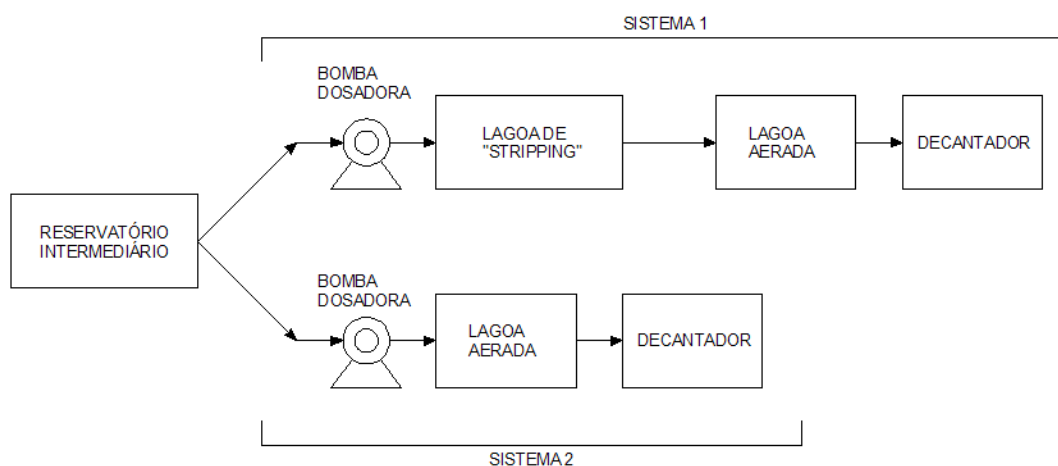 SISTEMA 1
BOMBA
DOSADORA
LAGOA DE
"STRIPPING"
LAGOA
AERADA
DECANTADOR
RESERVATÓRIO
INTERMEDIÁRIO
BOMBA
DOSADORA
LAGOA
AERADA
DECANTADOR
SISTEMA 2